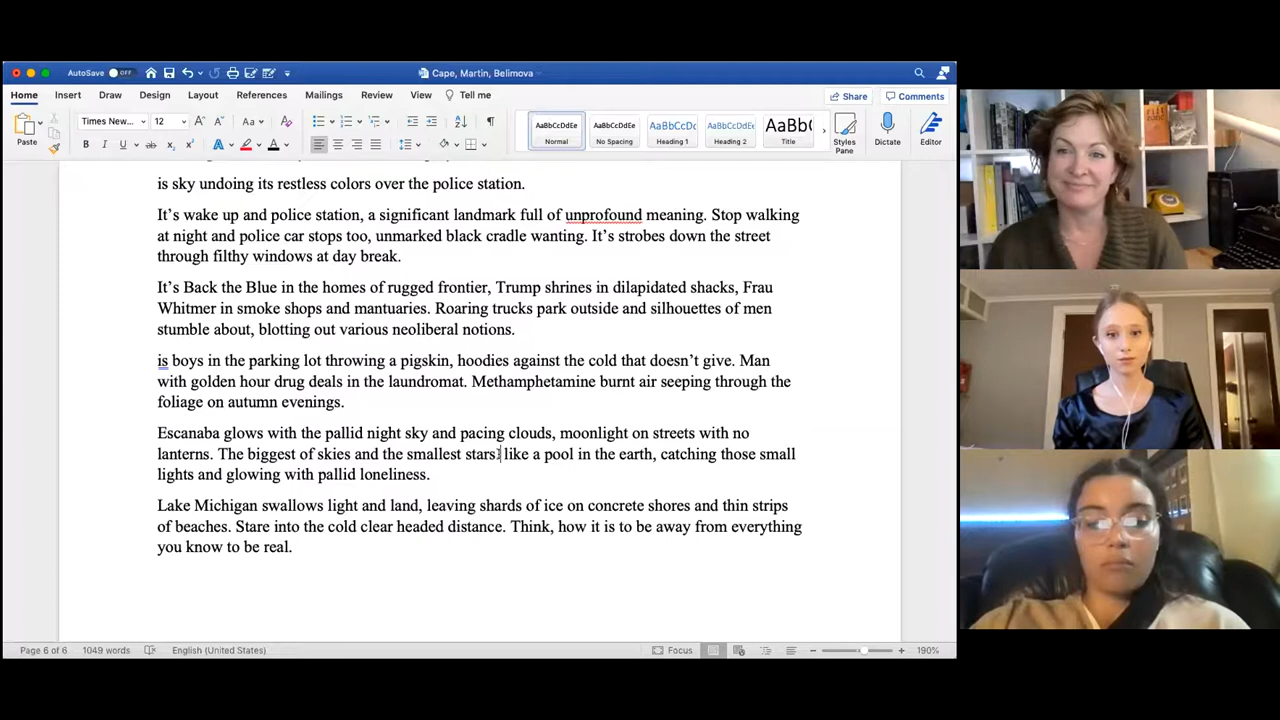 AutoSave OFF
Cape, Martin, Belimova
Home Insert Draw Design Layout References Mailings Review View Tell me
Share Comments
Paste
Times New... 12
AaBbCcDdEe AaBbCcDdEe AaBbCcDc AaBbCcDdEe AaBb(
Normal No Spacing Heading 1 Heading 2 Title
Styles Pane
Dictate
Editor
is sky undoing its restless colors over the police station.
It’s wake up and police station, a significant landmark full of unprofound meaning. Stop walking
at night and police car stops too, unmarked black cradle wanting. It’s strobes down the street
through filthy windows at day break.
It’s Back the Blue in the homes of rugged frontier, Trump shrines in dilapidated shacks, Frau
Whitmer in smoke shops and mantuaries. Roaring trucks park outside and silhouettes of men
stumble about, blotting out various neoliberal notions.
is boys in the parking lot throwing a pigskin, hoodies against the cold that doesn’t give. Man
with golden hour drug deals in the laundromat. Methamphetamine burnt air seeping through the
foliage on autumn evenings.
Escanaba glows with the pallid night sky and pacing clouds, moonlight on streets with no
lanterns. The biggest of skies and the smallest stars like a pool in the earth, catching those small
lights and glowing with pallid loneliness.
Lake Michigan swallows light and land, leaving shards of ice on concrete shores and thin strips
of beaches. Stare into the cold clear headed distance. Think, how it is to be away from everything
you know to be real.
Page 6 of 6 1049 words English (United States) Focus 190%